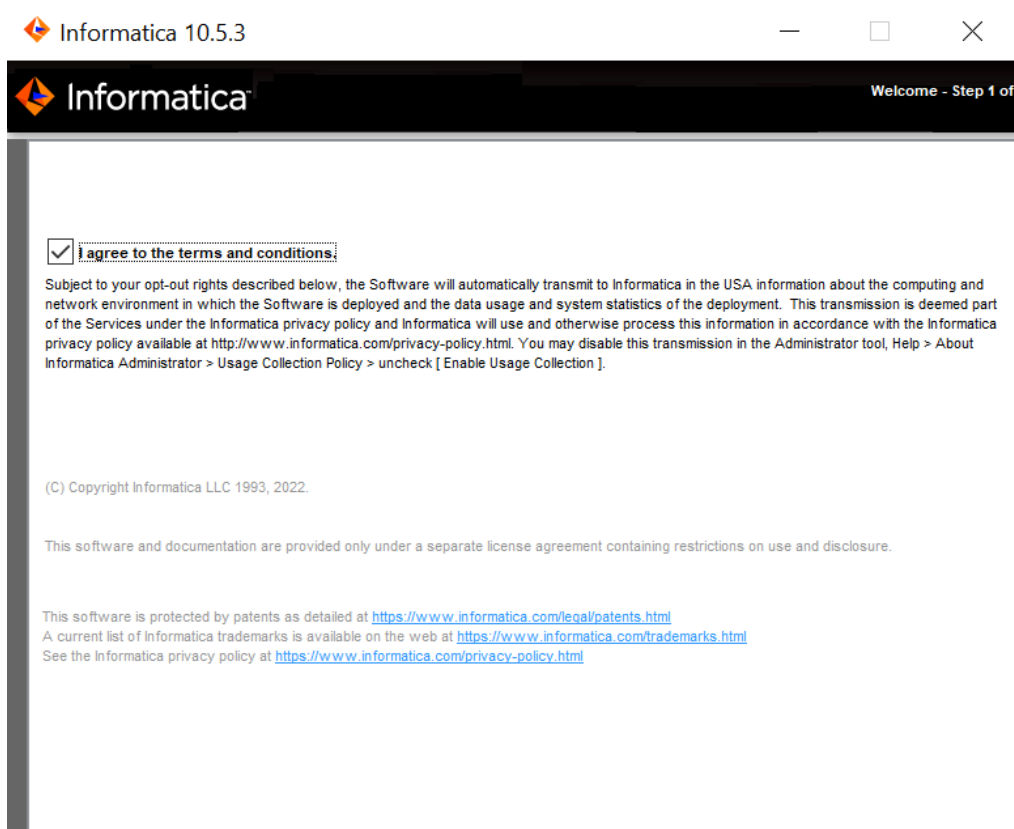 Informatica 10.5.3
Informatica™
Welcome - Step 1 of
I agree to the terms and conditions.
Subject to your opt-out rights described below, the Software will automatically transmit to Informatica in the USA information about the computing and
network environment in which the Software is deployed and the data usage and system statistics of the deployment. This transmission is deemed part
of the Services under the Informatica privacy policy and Informatica will use and otherwise process this information in accordance with the Informatica
privacy policy available at http://www.informatica.com/privacy-policy.html. You may disable this transmission in the Administrator tool, Help > About
Informatica Administrator > Usage Collection Policy > uncheck [ Enable Usage Collection ].
(C) Copyright Informatica LLC 1993, 2022.
This software and documentation are provided only under a separate license agreement containing restrictions on use and disclosure.
This software is protected by patents as detailed at https://www.informatica.com/legal/patents.html
A current list of Informatica trademarks is available on the web at https://www.informatica.com/trademarks.html
See the Informatica privacy policy at https://www.informatica.com/privacy-policy.html